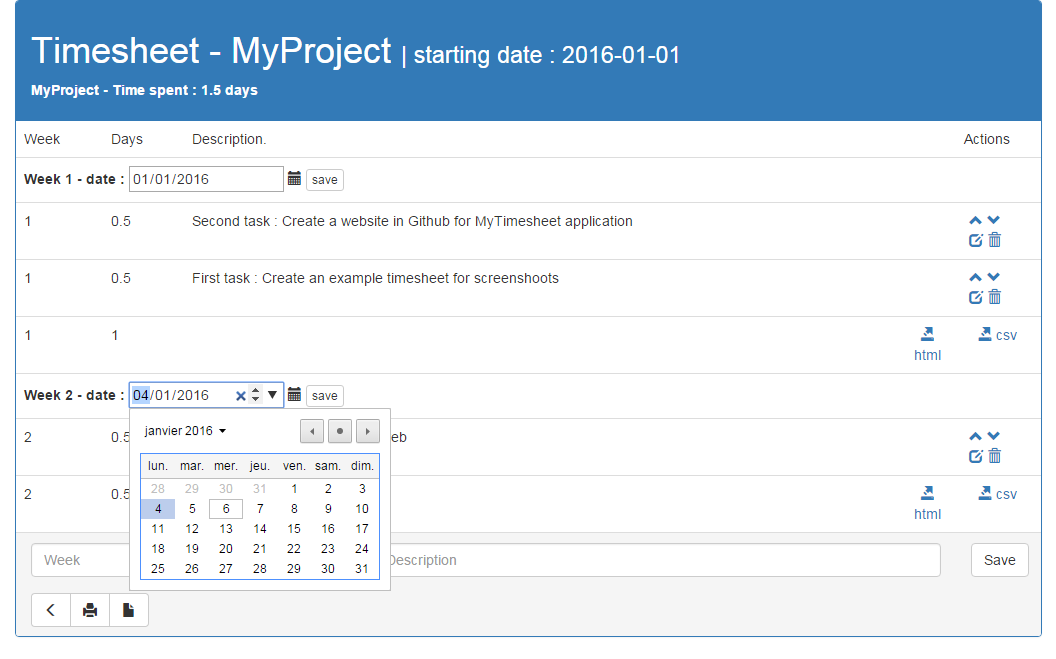 Timesheet - MyProject | starting date : 2016-01-01
MyProject - Time spent : 1.5 days
Week Days Description. Actions
Week 1 - date : 01/01/2016 save
1 0.5 Second task : Create a website in Github for MyTimesheet application
1 0.5 First task : Create an example timesheet for screenshoots
1 1 html csv
Week 2 - date : 04/01/2016 save
2 0.5 eb
2 0.5 html csv
janvier 2016
lun. mar. mer. jeu. ven. sam. dim.
28 29 30 31 1 2 3
4 5 6 7 8 9 10
11 12 13 14 15 16 17
18 19 20 21 22 23 24
25 26 27 28 29 30 31
Week Description Save